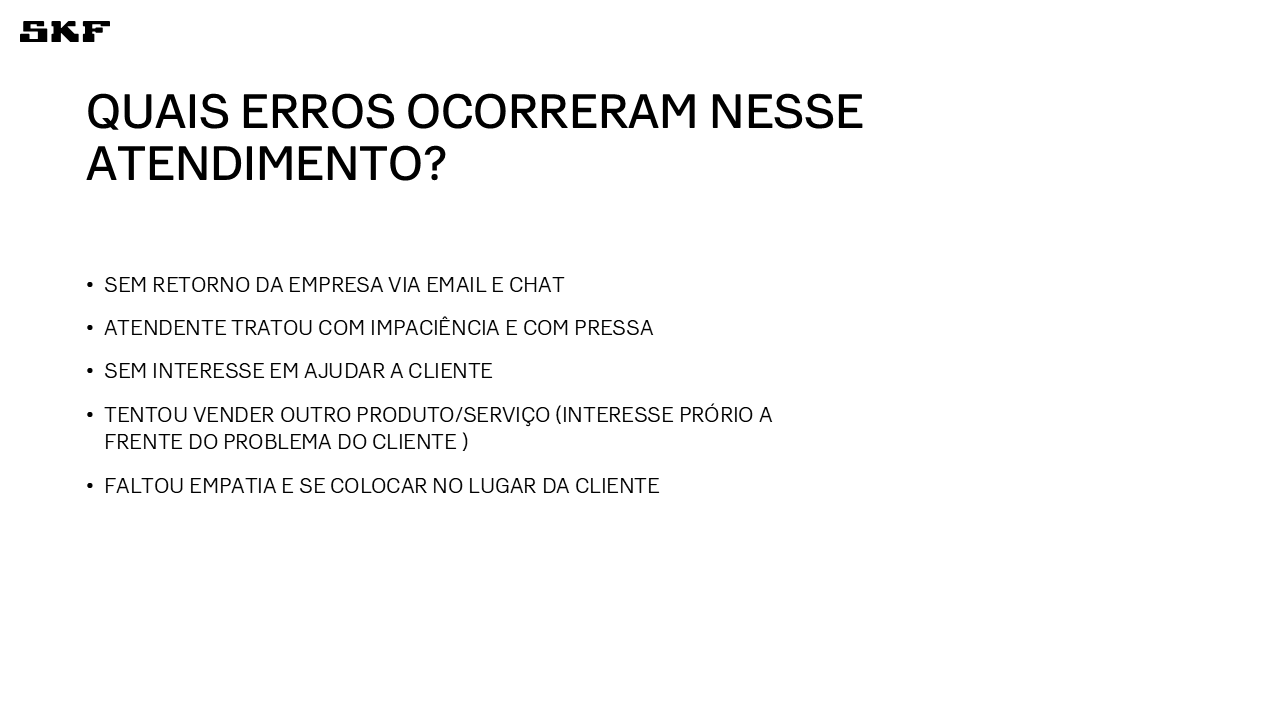 SKF
QUAIS ERROS OCORRERAM NESSE
ATENDIMENTO?
• SEM RETORNO DA EMPRESA VIA EMAIL E CHAT
• ATENDENTE TRATOU COM IMPACIÊNCIA E COM PRESSA
• SEM INTERESSE EM AJUDAR A CLIENTE
• TENTOU VENDER OUTRO PRODUTO/SERVIÇO (INTERESSE PRÓRIO A
FRENTE DO PROBLEMA DO CLIENTE )
• FALTOU EMPATIA E SE COLOCAR NO LUGAR DA CLIENTE